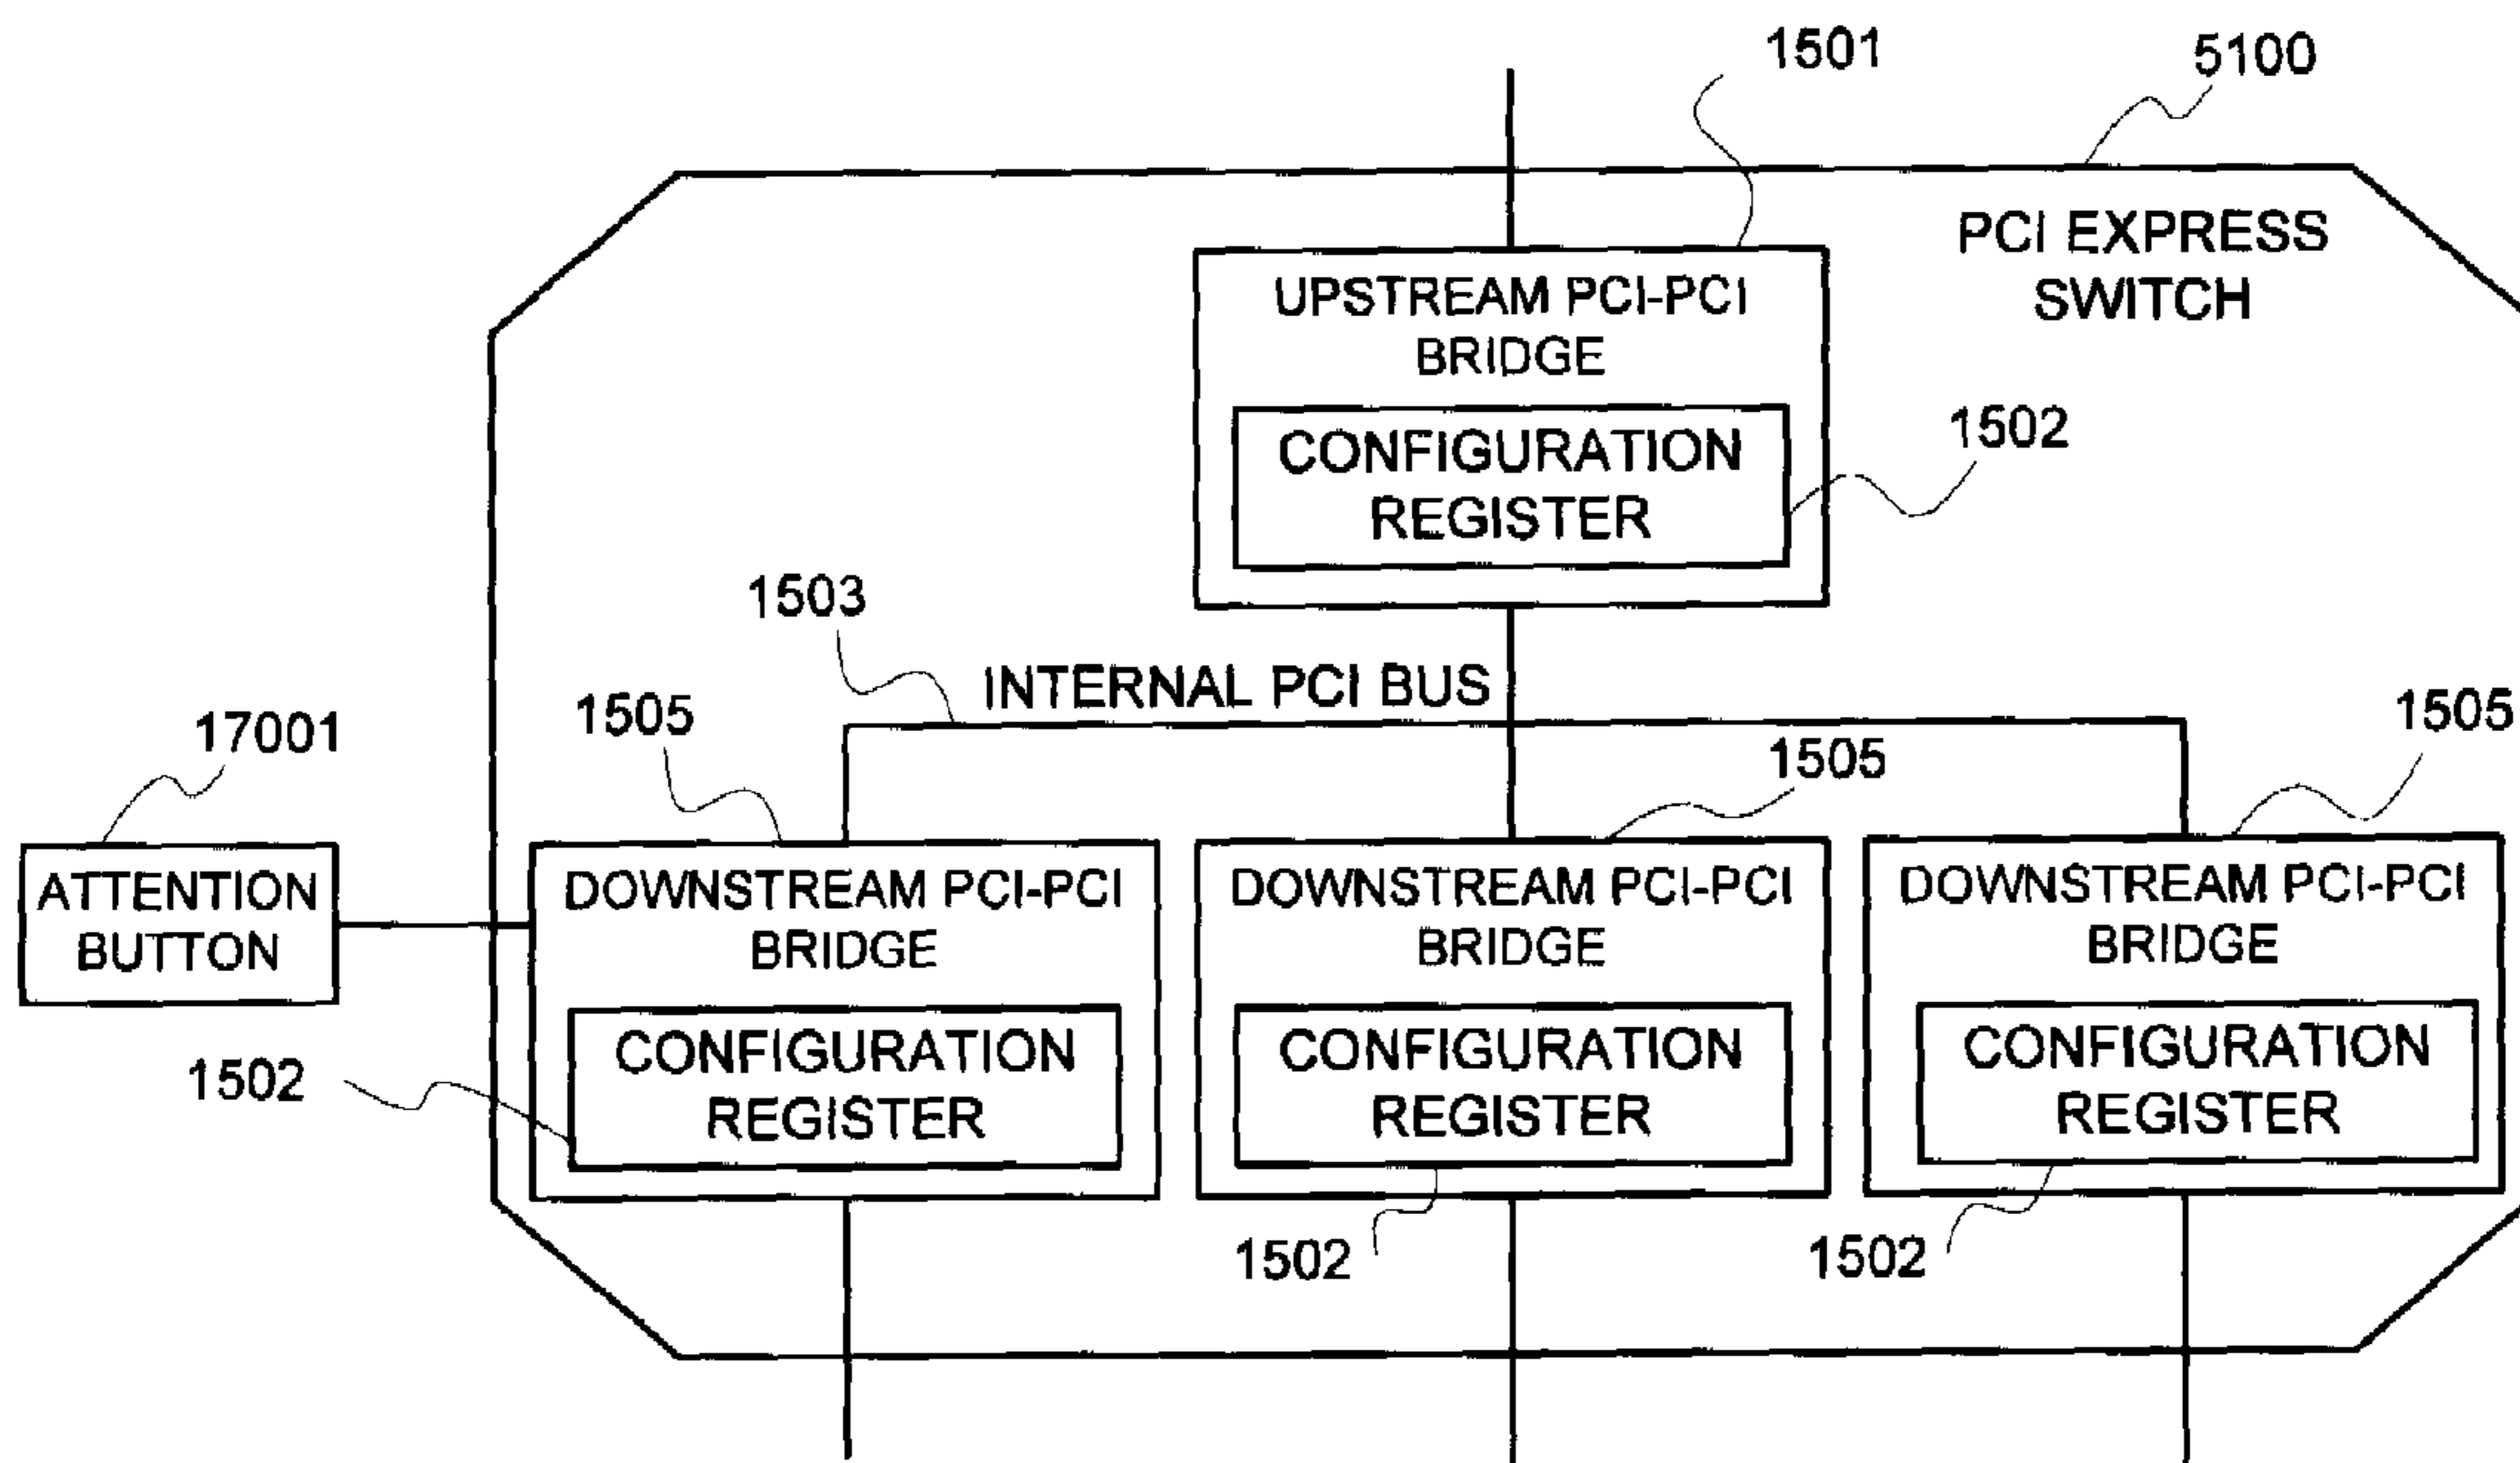 1501
5100
PCI EXPRESS
SWITCH
UPSTREAM PCI-PCI
BRIDGE
CONFIGURATION
REGISTER
1502
1503
INTERNAL PCI BUS
1505
1505
1505
17001
ATTENTION
BUTTON
DOWNSTREAM PCI-PCI
BRIDGE
CONFIGURATION
REGISTER
1502
DOWNSTREAM PCI-PCI
BRIDGE
CONFIGURATION
REGISTER
1502
DOWNSTREAM PCI-PCI
BRIDGE
CONFIGURATION
REGISTER
1502